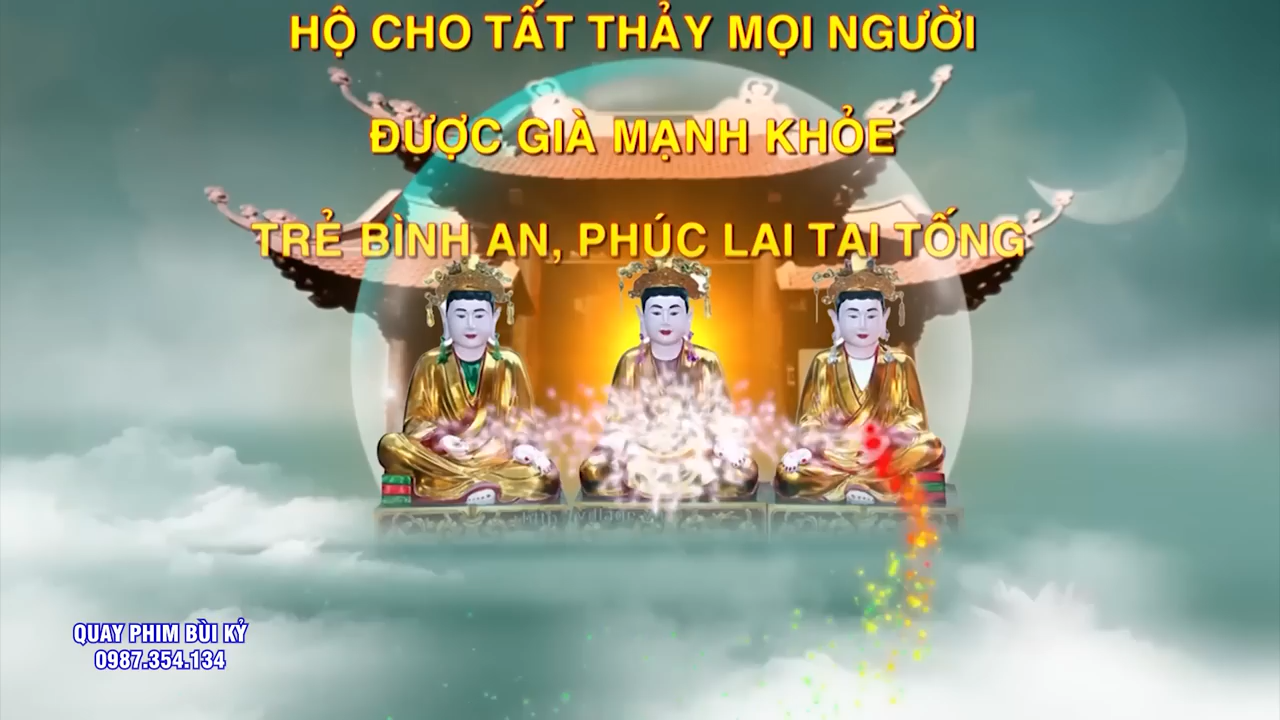 HỘ CHO TẤT THẢY MỌI NGƯỜI
ĐƯỢC GIÀ MẠNH KHỎE
TRẺ BÌNH AN, PHÚC LAI TẠI TỐNG
QUAY PHIM BÙI KỶ
0987.354.134